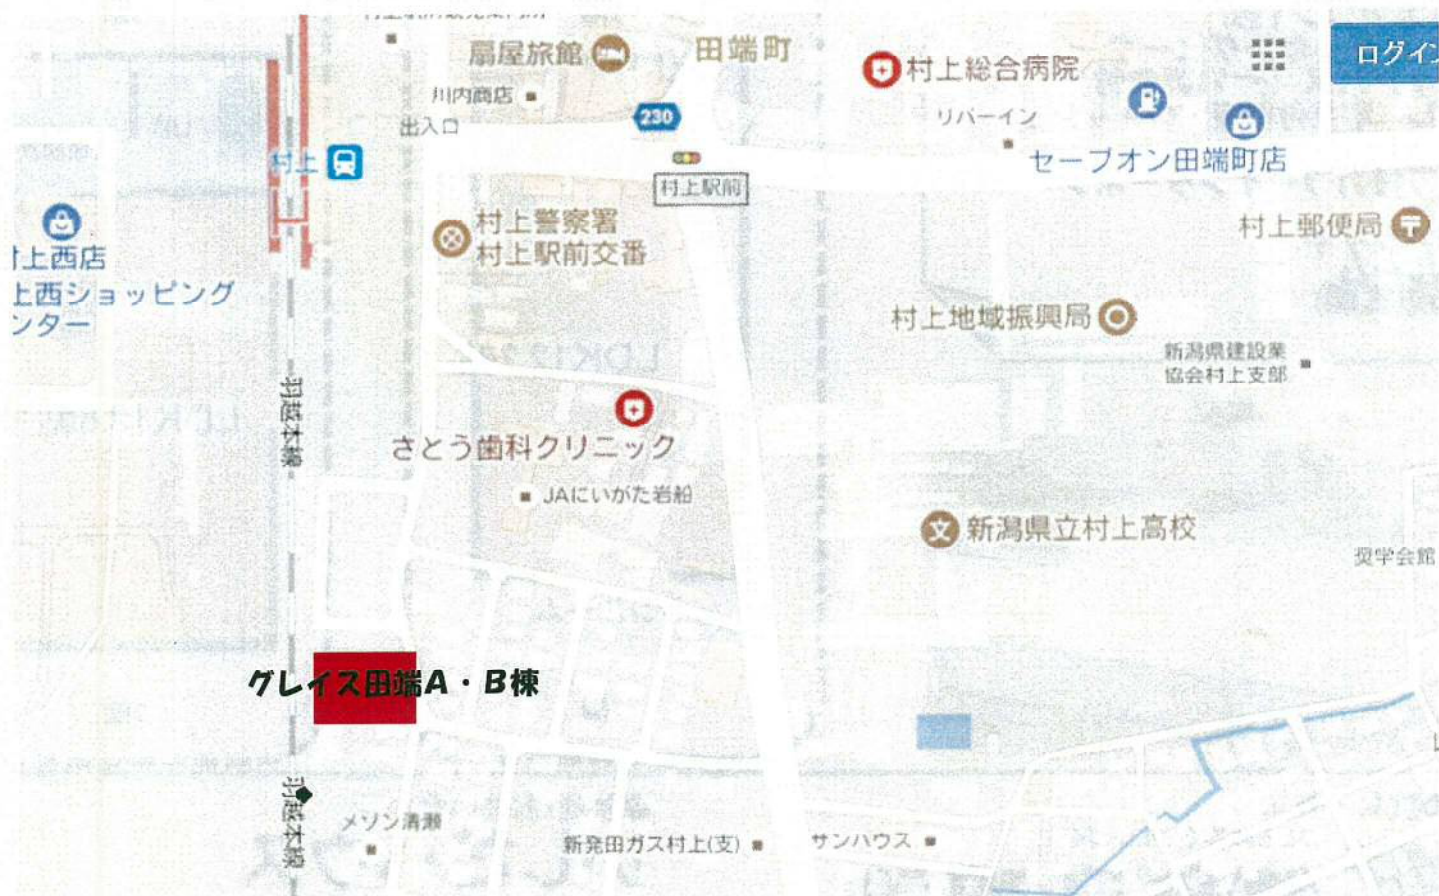 扇屋旅館
田端町
村上総合病院
ログイン
川内商店
出入口
230
リバーイン
村上
セーブオン田端町店
村上駅前
村上警察署
村上駅前交番
村上郵便局
上西店
上西ショッピング
ンター
村上地域振興局
新潟県建設業
協会村上支部
羽越本線
さとう歯科クリニック
JAにいがた岩船
文
新潟県立村上高校
奨学会館
グレイス田端A・B棟
羽越本線
メゾン清瀬
新発田ガス村上(支)
サンハウス